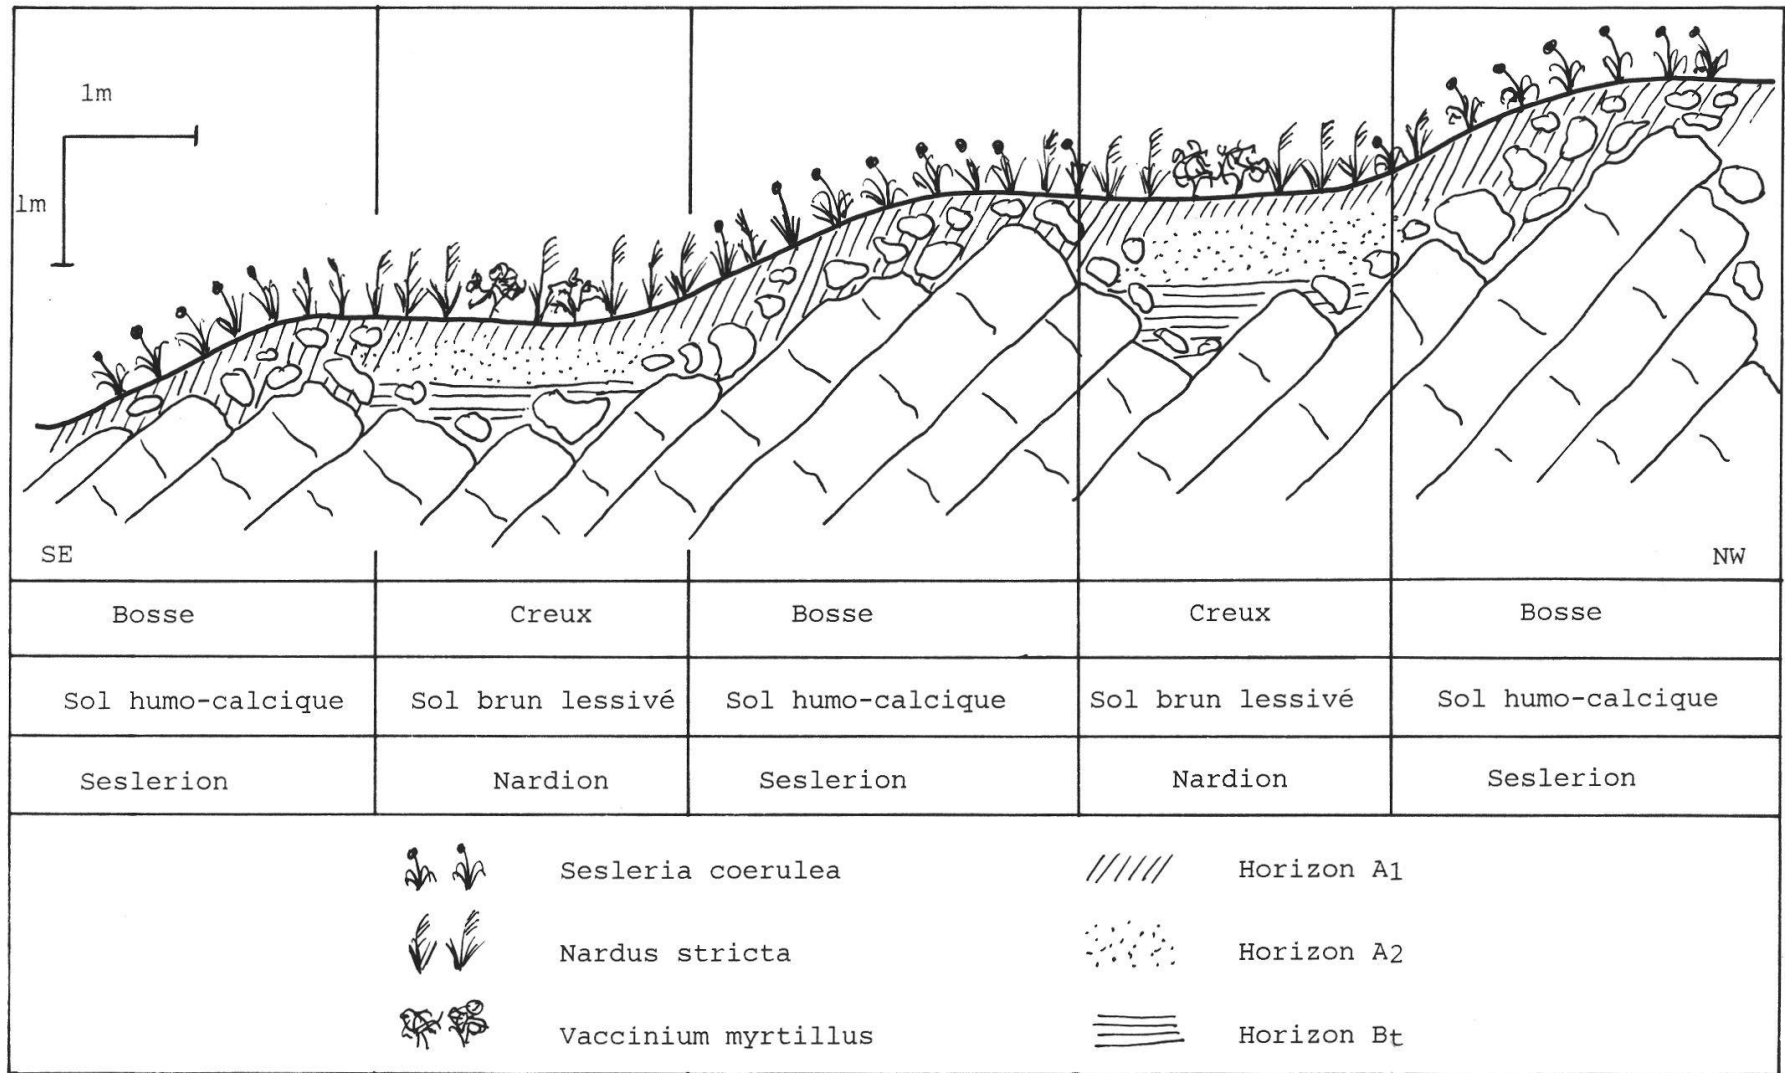 1m
1m
SE
NW
Bosse Creux Bosse Creux Bosse
Sol humo-calcique Sol brun lessivé Sol humo-calcique Sol brun lessivé Sol humo-calcique
Seslerion Nardion Seslerion Nardion Seslerion
Sesleria coerulea Horizon A1
Nardus stricta Horizon A2
Vaccinium myrtillus Horizon Bt